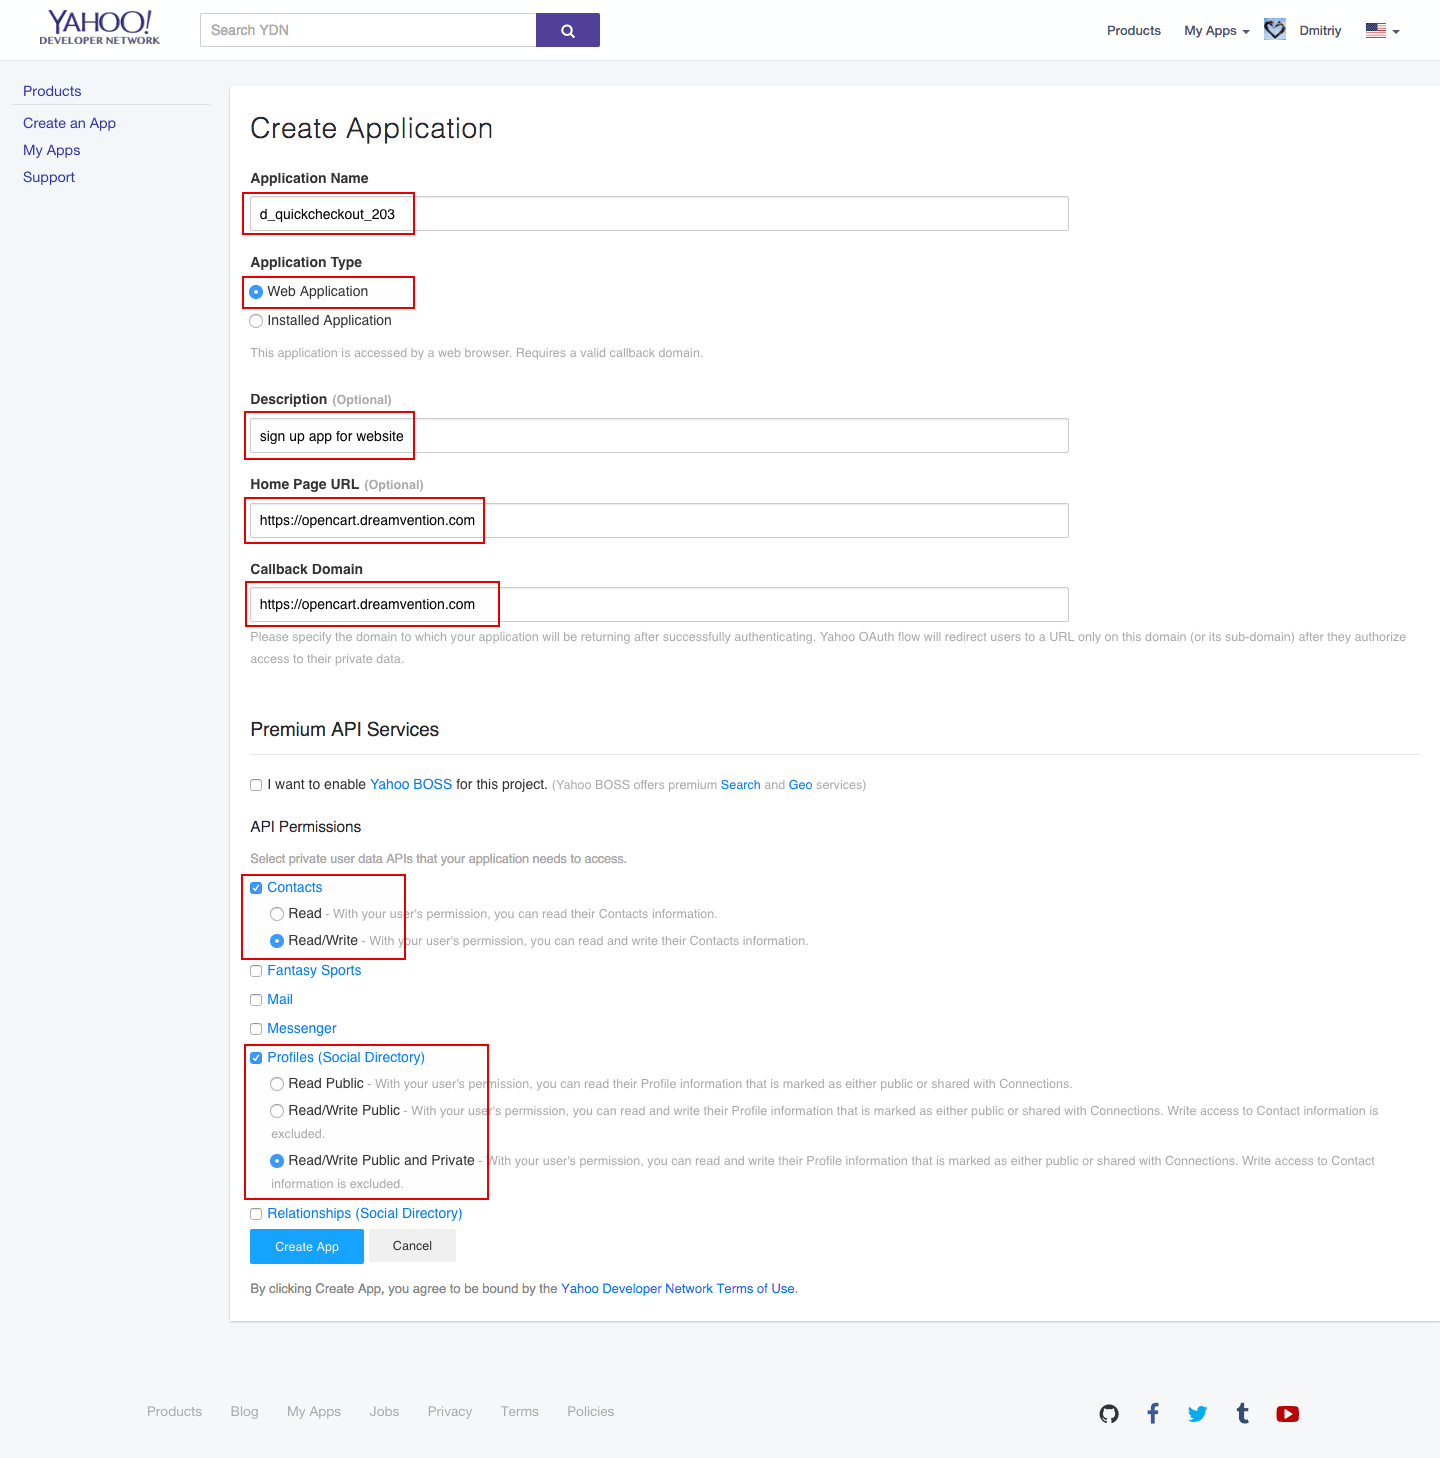 YAHOO!
DEVELOPER NETWORK
Search YDN
Products
My Apps
Dmitriy
Products
Create an App
My Apps
Support
Create Application
Application Name
d_quickcheckout_203
Application Type
Web Application
Installed Application
This application is accessed by a web browser. Requires a valid callback domain.
Description (Optional)
sign up app for website
Home Page URL (Optional)
https://opencart.dreamvention.com
Callback Domain
https://opencart.dreamvention.com
Please specify the domain to which your application will be returning after successfully authenticating. Yahoo OAuth flow will redirect users to a URL only on this domain (or its sub-domain) after they authorize
access to their private data.
Premium API Services
I want to enable Yahoo BOSS for this project. (Yahoo BOSS offers premium Search and Geo services)
API Permissions
Select private user data APIs that your application needs to access.
Contacts
Read - With your user's permission, you can read their Contacts information.
Read/Write - With your user's permission, you can read and write their Contacts information.
Fantasy Sports
Mail
Messenger
Profiles (Social Directory)
Read Public - With your user's permission, you can read their Profile information that is marked as either public or shared with Connections.
Read/Write Public - With your user's permission, you can read and write their Profile information that is marked as either public or shared with Connections. Write access to Contact information is
excluded.
Read/Write Public and Private - With your user's permission, you can read and write their Profile information that is marked as either public or shared with Connections. Write access to Contact
information is excluded.
Relationships (Social Directory)
Create App
Cancel
By clicking Create App, you agree to be bound by the Yahoo Developer Network Terms of Use.
Products
Blog
My Apps
Jobs
Privacy
Terms
Policies